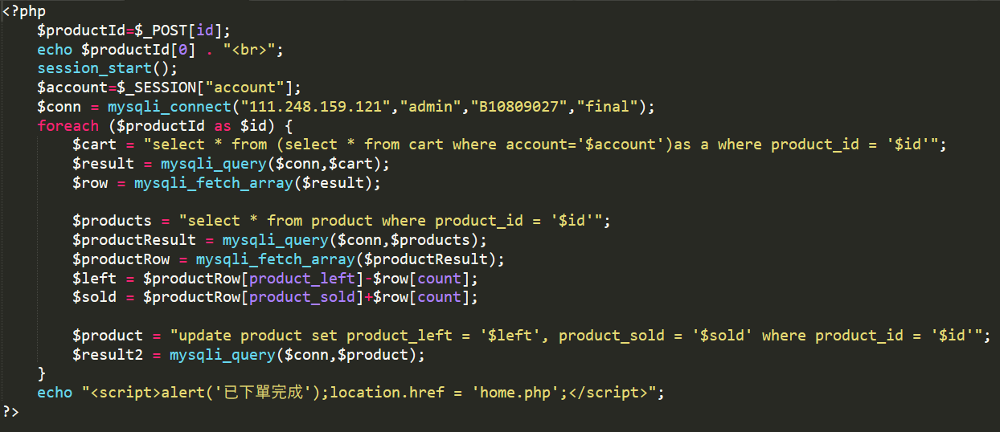 <?php
    $productId=$_POST[id];
    echo $productId[0] . "<br>";
    session_start();
    $account=$_SESSION["account"];
    $conn = mysqli_connect("111.248.159.121","admin","B10809027","final");
    foreach ($productId as $id) {
        $cart = "select * from (select * from cart where account='$account')as a where product_id = '$id'";
        $result = mysqli_query($conn,$cart);
        $row = mysqli_fetch_array($result);

        $products = "select * from product where product_id = '$id'";
        $productResult = mysqli_query($conn,$products);
        $productRow = mysqli_fetch_array($productResult);
        $left = $productRow[product_left]-$row[count];
        $sold = $productRow[product_sold]+$row[count];

        $product = "update product set product_left = '$left', product_sold = '$sold' where product_id = '$id'";
        $result2 = mysqli_query($conn,$product);
    }
    echo "<script>alert('已下單完成');location.href = 'home.php';</script>";
?>